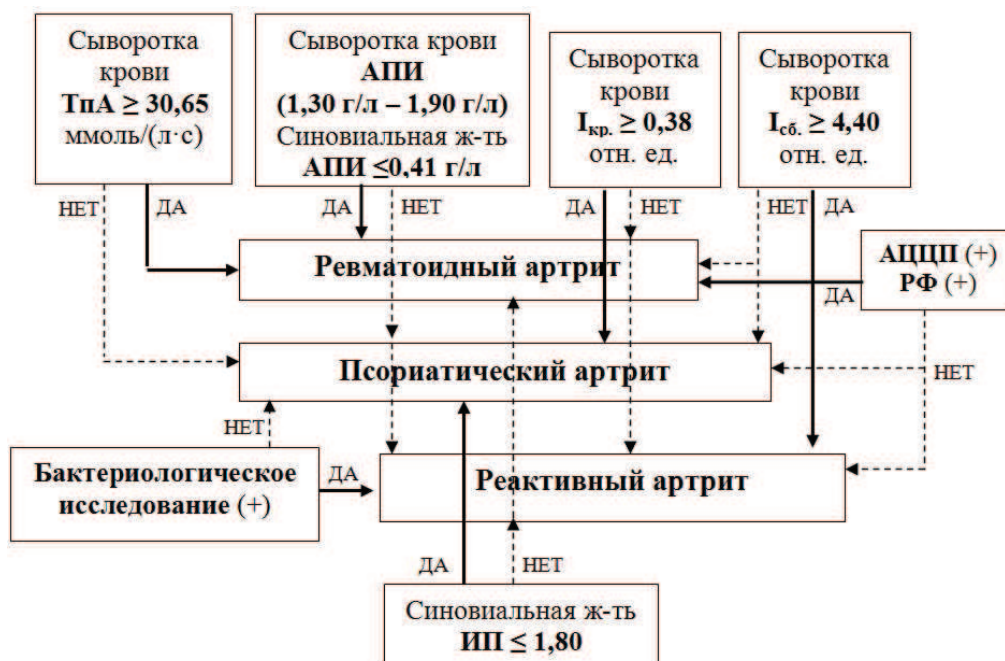 Сыворотка
крови
ТпА ≥ 30,65
ммоль/(л·с)
Сыворотка крови
АПИ
(1,30 г/л – 1,90 г/л)
Синовиальная ж-ть
АПИ ≤0,41 г/л
Сыворотка
крови
Iкр. ≥ 0,38
отн. ед.
Сыворотка
крови
Iсб. ≥ 4,40
отн. ед.
НЕТ
ДА
ДА
НЕТ
ДА
НЕТ
НЕТ
ДА
Ревматоидный артрит
АЦЦП (+)
РФ (+)
ДА
Псориатический артрит
НЕТ
НЕТ
Бактериологическое
исследование (+)
ДА
Реактивный артрит
ДА
НЕТ
Синовиальная ж-ть
ИП ≤ 1,80